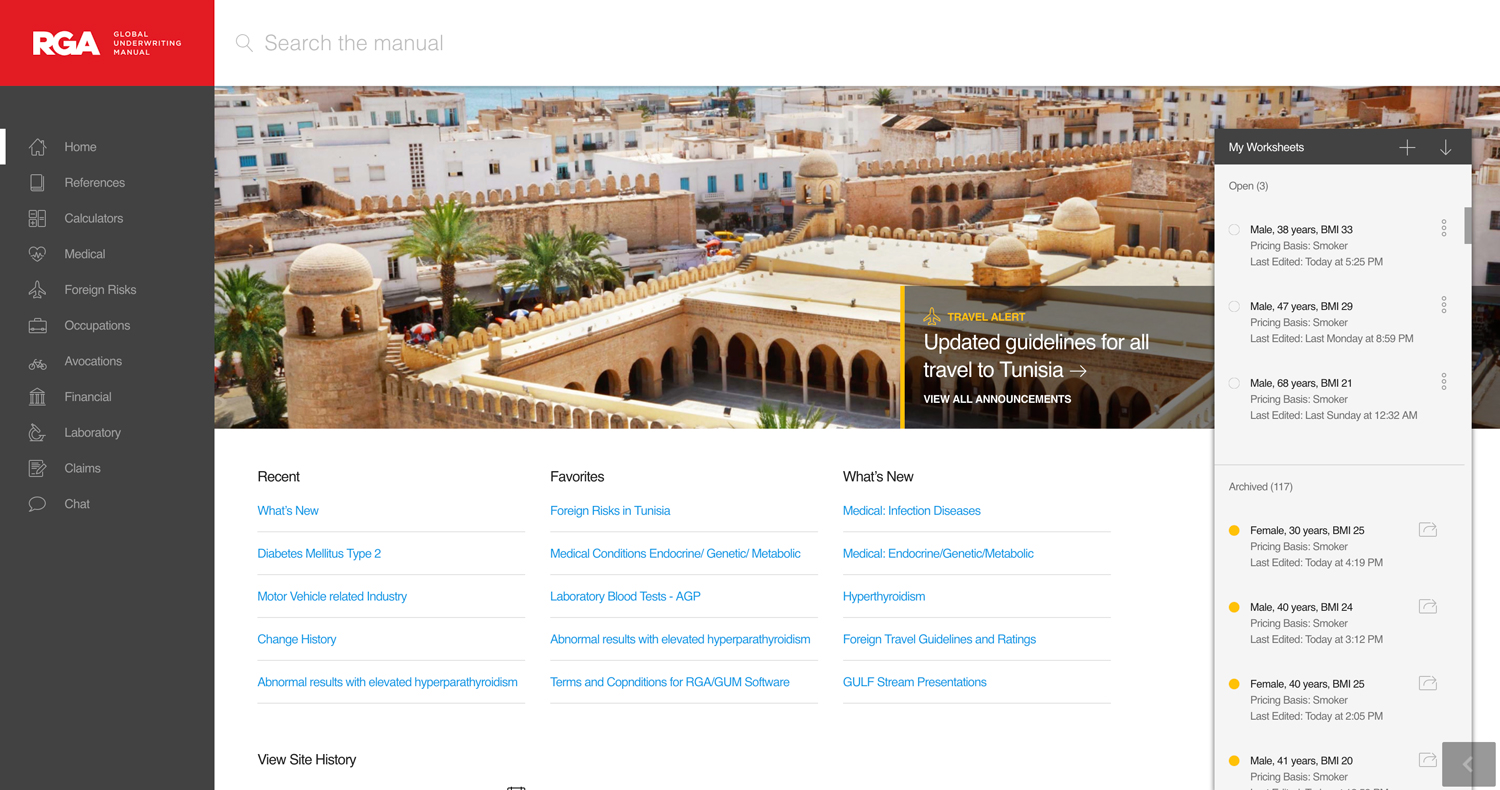 RGA
GLOBAL
UNDERWRITING
MANUAL
Search the manual
Home
References
Calculators
Medical
Foreign Risks
Occupations
Avocations
Financial
Laboratory
Claims
Chat
TRAVEL ALERT
Updated guidelines for all
travel to Tunisia →
VIEW ALL ANNOUNCEMENTS
Recent
What's New
Diabetes Mellitus Type 2
Motor Vehicle related Industry
Change History
Abnormal results with elevated hyperparathyroidism
Favorites
Foreign Risks in Tunisia
Medical Conditions Endocrine/ Genetic/ Metabolic
Laboratory Blood Tests - AGP
Abnormal results with elevated hyperparathyroidism
Terms and Copnditions for RGA/GUM Software
What's New
Medical: Infection Diseases
Medical: Endocrine/Genetic/Metabolic
Hyperthyroidism
Foreign Travel Guidelines and Ratings
GULF Stream Presentations
View Site History
My Worksheets
Open (3)
Male, 38 years, BMI 33
Pricing Basis: Smoker
Last Edited: Today at 5:25 PM
Male, 47 years, BMI 29
Pricing Basis: Smoker
Last Edited: Last Monday at 8:59 PM
Male, 68 years, BMI 21
Pricing Basis: Smoker
Last Edited: Last Sunday at 12:32 AM
Archived (117)
Female, 30 years, BMI 25
Pricing Basis: Smoker
Last Edited: Today at 4:19 PM
Male, 40 years, BMI 24
Pricing Basis: Smoker
Last Edited: Today at 3:12 PM
Female, 40 years, BMI 25
Pricing Basis: Smoker
Last Edited: Today at 2:05 PM
Male, 41 years, BMI 20
Pricing Basis: Smoker